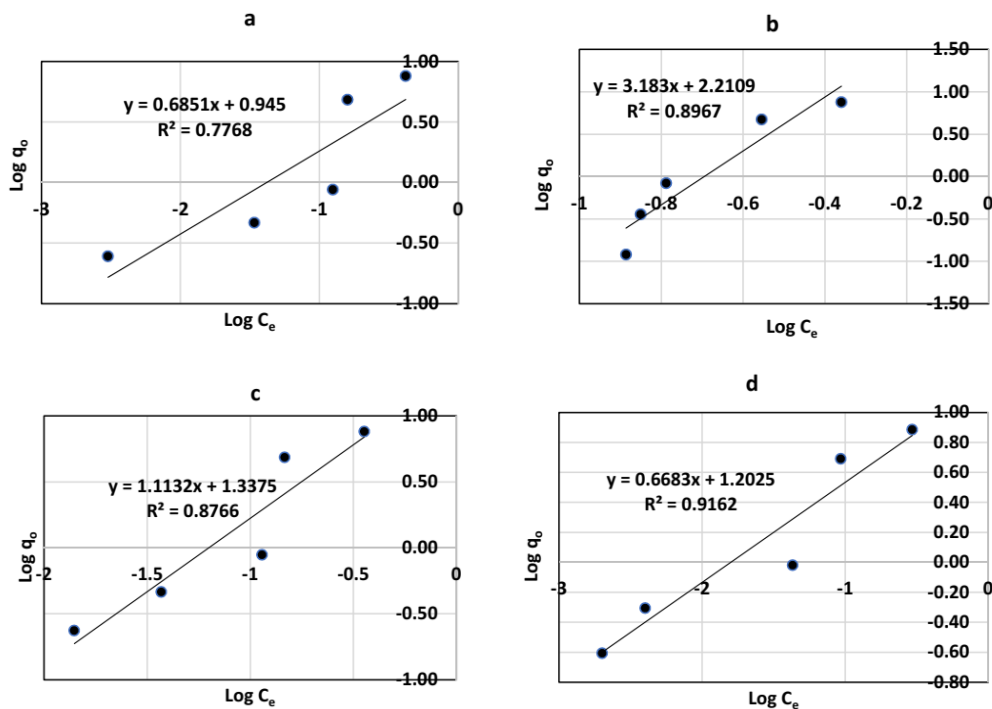 a
1.00
y = 0.6851x + 0.945
R² = 0.7768
0.50
Log qₒ
0.00
-3
-2
-1
0
-0.50
-1.00
Log Cₑ
b
1.50
y = 3.183x + 2.2109
R² = 0.8967
1.00
0.50
Log qₒ
0.00
-1
-0.8
-0.6
-0.4
-0.2
0
-0.50
-1.00
-1.50
Log Cₑ
c
1.00
y = 1.1132x + 1.3375
R² = 0.8766
0.50
Log qₒ
0.00
-2
-1.5
-1
-0.5
0
-0.50
-1.00
Log Cₑ
d
1.00
0.80
y = 0.6683x + 1.2025
R² = 0.9162
0.60
0.40
0.20
Log qₒ
0.00
-3
-2
-1
0
-0.20
-0.40
-0.60
-0.80
Log Cₑ